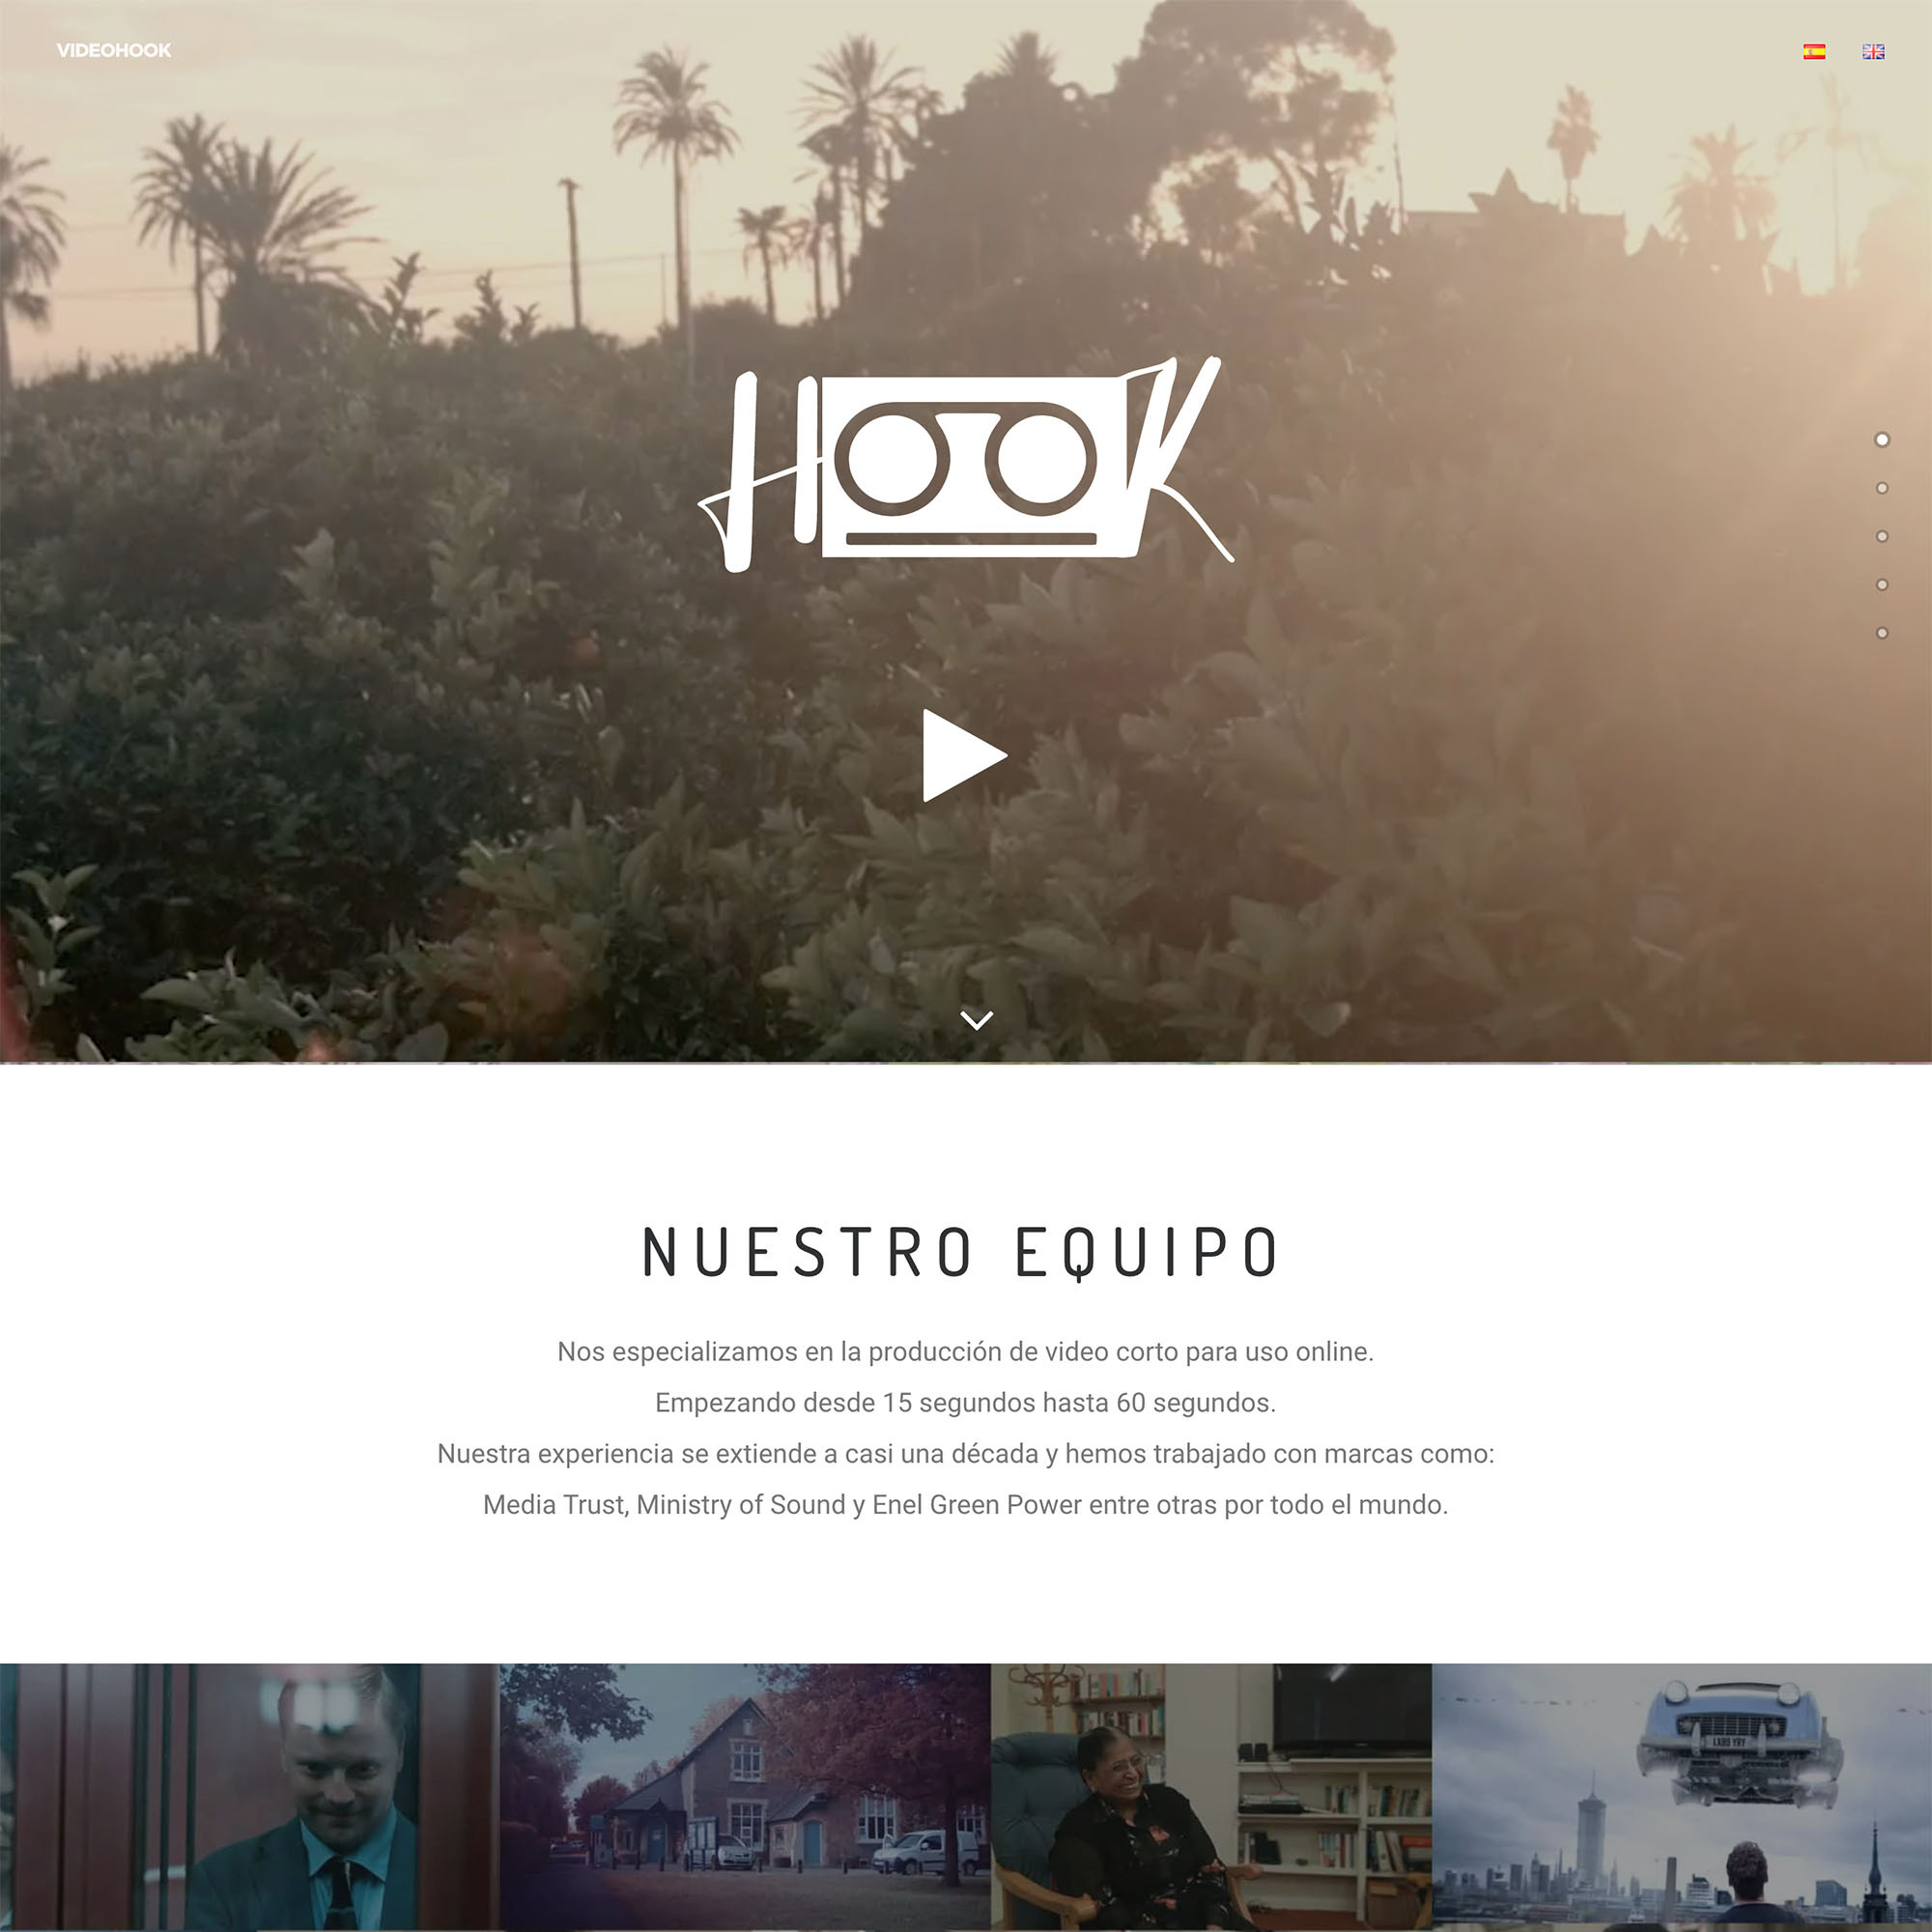 VIDEOHOOK
HOOK
NUESTRO EQUIPO
Nos especializamos en la producción de video corto para uso online.
Empezando desde 15 segundos hasta 60 segundos.
Nuestra experiencia se extiende a casi una década y hemos trabajado con marcas como:
Media Trust, Ministry of Sound y Enel Green Power entre otras por todo el mundo.